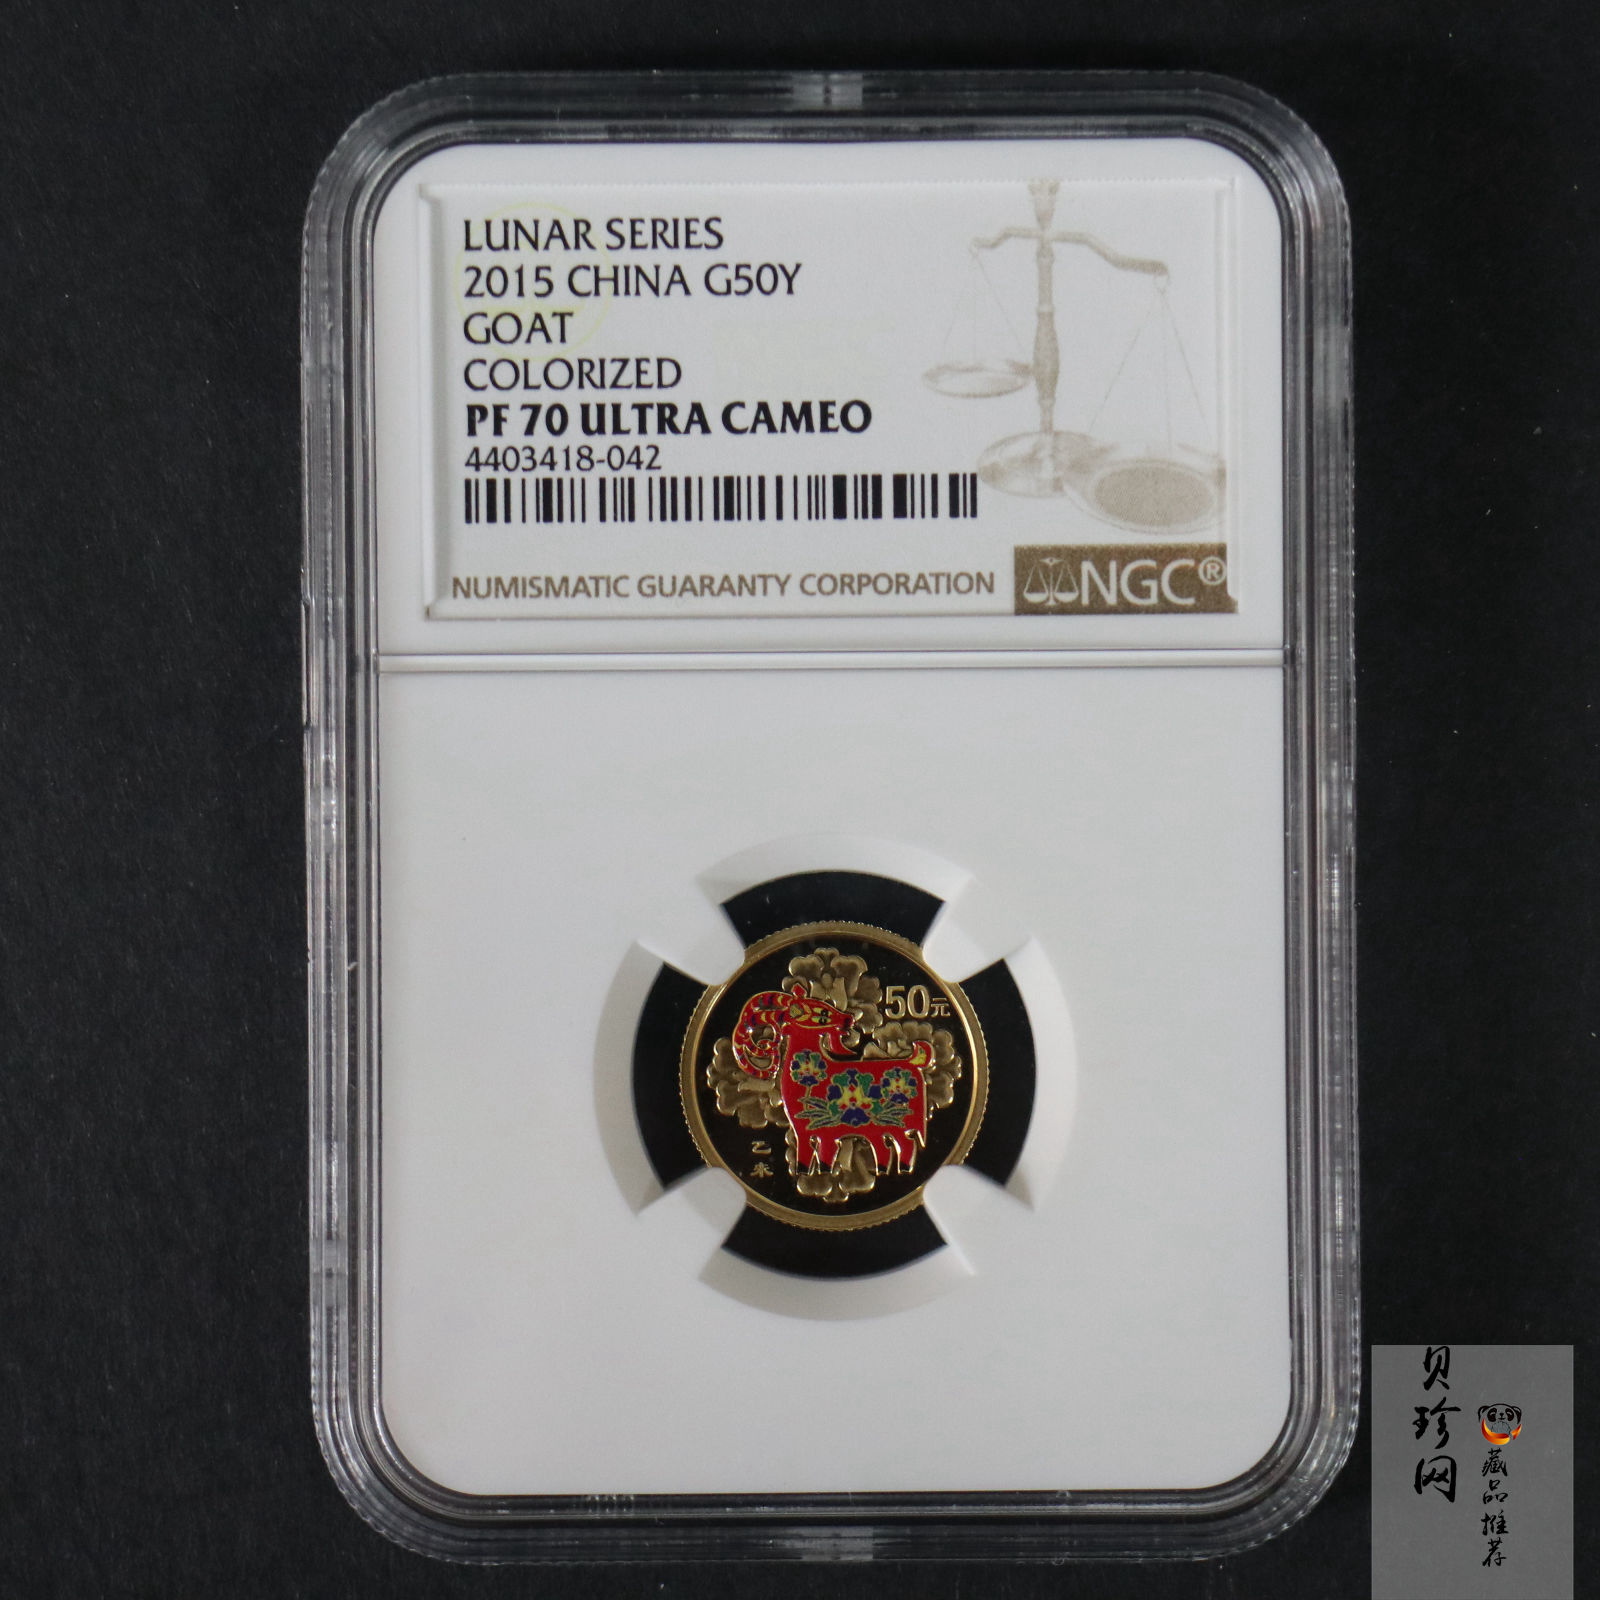 LUNAR SERIES
2015 CHINA G50Y
GOAT
COLORIZED
PF 70 ULTRA CAMEO
4403418-042
NUMISMATIC GUARANTY CORPORATION
NGC®
50元
乙
未
贝珍网
藏品推荐